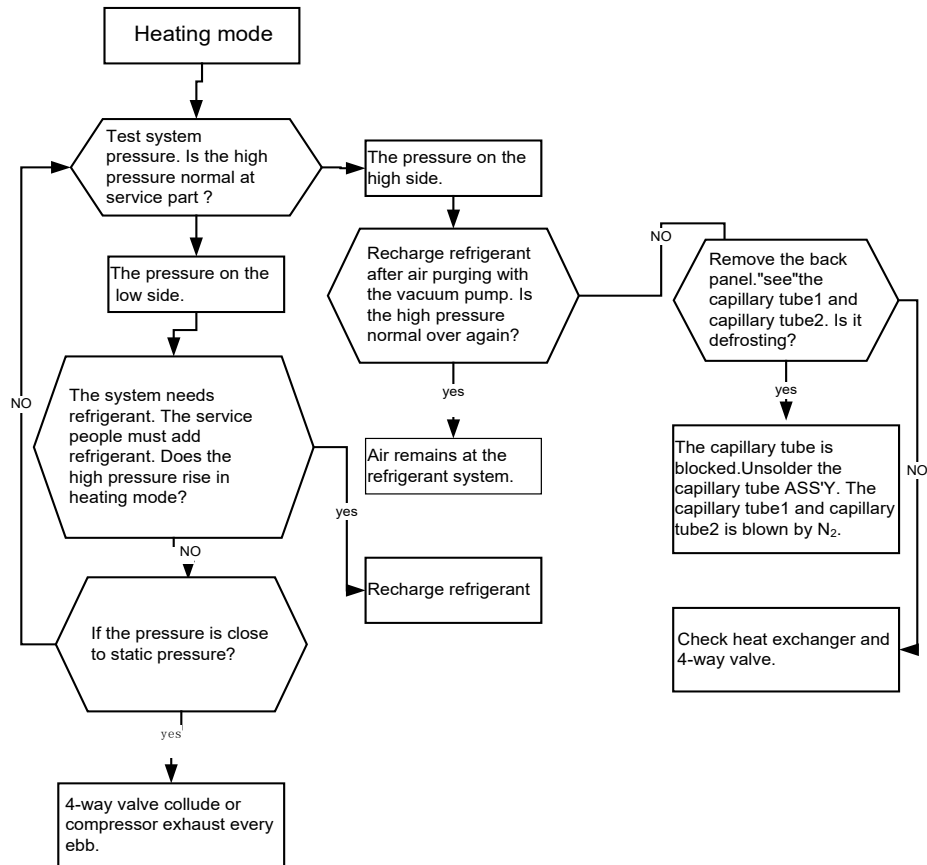 Heating mode
Test system
pressure. Is the high
pressure normal at
service part ?
The pressure on the
high side.
The pressure on the
low side.
Recharge refrigerant
after air purging with
the vacuum pump. Is
the high pressure
normal over again?
NO
Remove the back
panel."see"the
capillary tube1 and
capillary tube2. Is it
defrosting?
yes
yes
NO
The system needs
refrigerant. The service
people must add
refrigerant. Does the
high pressure rise in
heating mode?
NO
Air remains at the
refrigerant system.
The capillary tube is
blocked.Unsolder the
capillary tube ASS'Y. The
capillary tube1 and capillary
tube2 is blown by N₂.
NO
yes
Recharge refrigerant
If the pressure is close
to static pressure?
Check heat exchanger and
4-way valve.
yes
4-way valve collude or
compressor exhaust every
ebb.